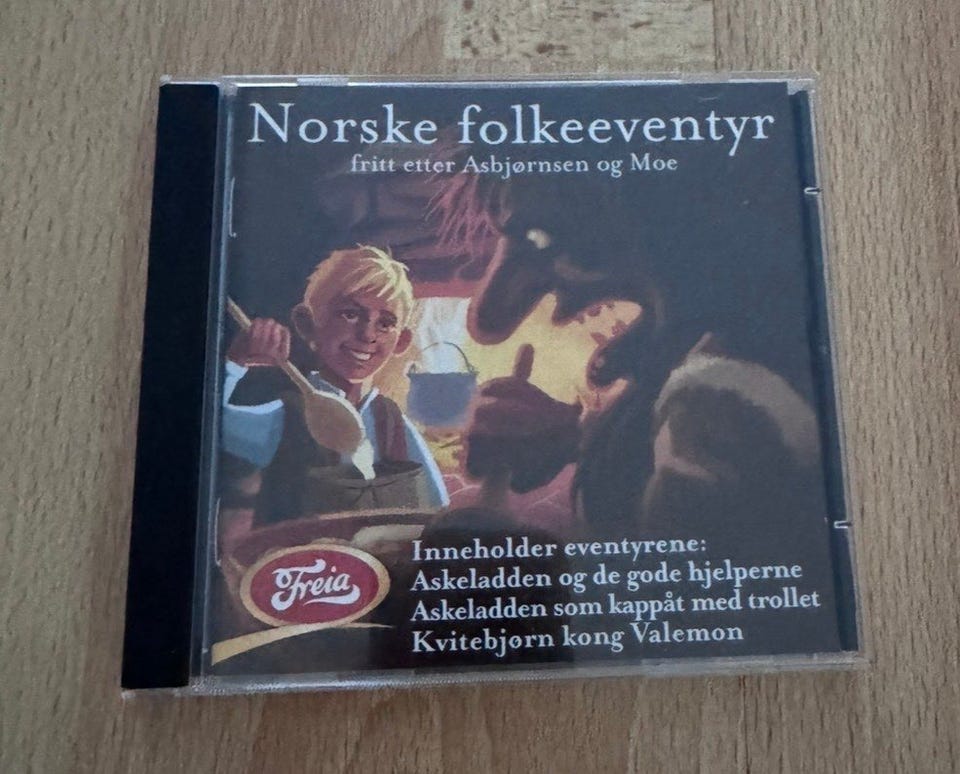 Norske folkeeventyr
fritt etter Asbjørnsen og Moe
Freia
Inneholder eventyrene:
Askeladden og de gode hjelperne
Askeladden som kappåt med trollet
Kvitebjørn kong Valemon